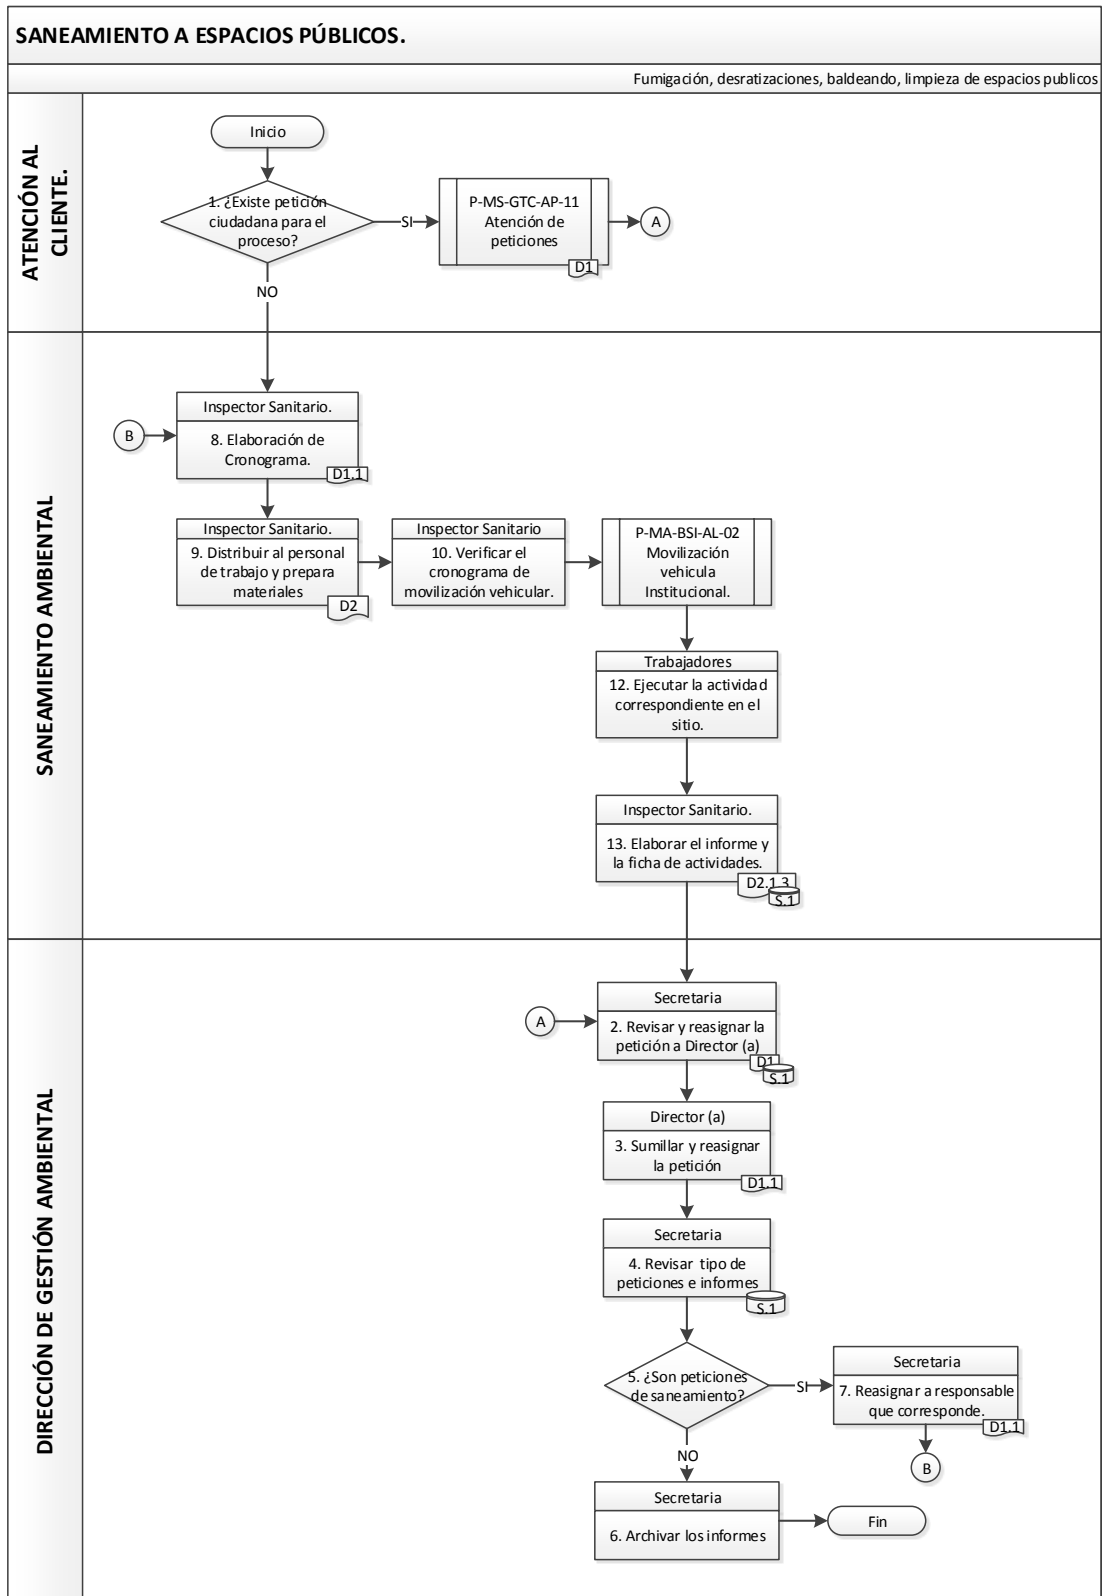 SANEAMIENTO A ESPACIOS PÚBLICOS.
Fumigación, desratizaciones, baldeando, limpieza de espacios publicos
ATENCIÓN AL
CLIENTE.
Inicio
1. ¿Existe petición
ciudadana para el
proceso?
SI
P-MS-GTC-AP-11
Atención de
peticiones
D1
A
NO
SANEAMIENTO AMBIENTAL
Inspector Sanitario.
B
8. Elaboración de
Cronograma.
D1.1
Inspector Sanitario.
9. Distribuir al personal
de trabajo y prepara
materiales
D2
Inspector Sanitario
10. Verificar el
cronograma de
movilización vehicular.
P-MA-BSI-AL-02
Movilización
vehicula
Institucional.
Trabajadores
12. Ejecutar la actividad
correspondiente en el
sitio.
Inspector Sanitario.
13. Elaborar el informe y
la ficha de actividades.
D2.1.3
S.1
DIRECCIÓN DE GESTIÓN AMBIENTAL
Secretaria
A
2. Revisar y reasignar la
petición a Director (a)
D1
S.1
Director (a)
3. Sumillar y reasignar
la petición
D1.1
Secretaria
4. Revisar tipo de
peticiones e informes
S.1
5. ¿Son peticiones
de saneamiento?
SI
Secretaria
7. Reasignar a responsable
que corresponde.
D1.1
B
NO
Secretaria
6. Archivar los informes
Fin